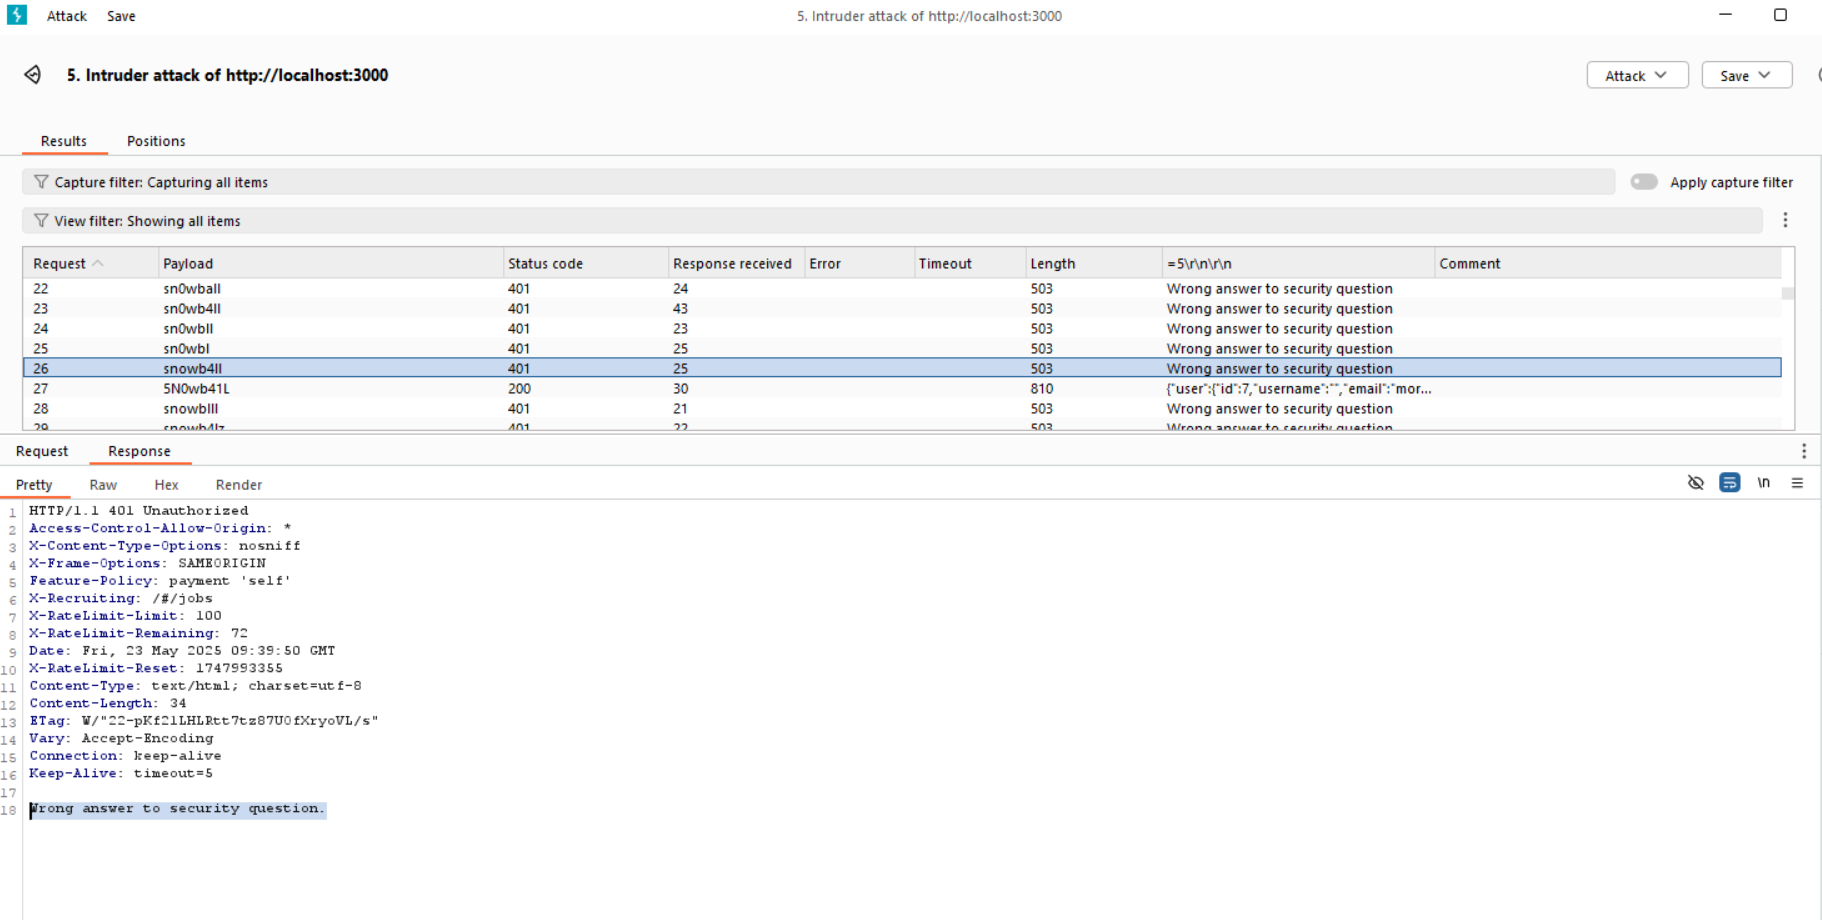 Attack Save 5. Intruder attack of http://localhost:3000
5. Intruder attack of http://localhost:3000 Attack Save
Results Positions
Capture filter: Capturing all items Apply capture filter
View filter: Showing all items
Request Payload Status code Response received Error Timeout Length =5\r\n\r\n Comment
22 sn0wball 401 24 503 Wrong answer to security question
23 sn0wb4ll 401 43 503 Wrong answer to security question
24 sn0wbll 401 23 503 Wrong answer to security question
25 sn0wbl 401 25 503 Wrong answer to security question
26 snowb4ll 401 25 503 Wrong answer to security question
27 5N0wb41L 200 30 810 {"user":{"id":7,"username":"","email":"mor...
28 snowblll 401 21 503 Wrong answer to security question
29 snowb4lz 401 22 503 Wrong answer to security question
Request Response
Pretty Raw Hex Render \n
1 HTTP/1.1 401 Unauthorized
2 Access-Control-Allow-Origin: *
3 X-Content-Type-Options: nosniff
4 X-Frame-Options: SAMEORIGIN
5 Feature-Policy: payment 'self'
6 X-Recruiting: /#/jobs
7 X-RateLimit-Limit: 100
8 X-RateLimit-Remaining: 72
9 Date: Fri, 23 May 2025 09:39:50 GMT
10 X-RateLimit-Reset: 1747993355
11 Content-Type: text/html; charset=utf-8
12 Content-Length: 34
13 ETag: W/"22-pKf21LHLRtt7tz87U0fXryoVL/s"
14 Vary: Accept-Encoding
15 Connection: keep-alive
16 Keep-Alive: timeout=5
17
18 Wrong answer to security question.